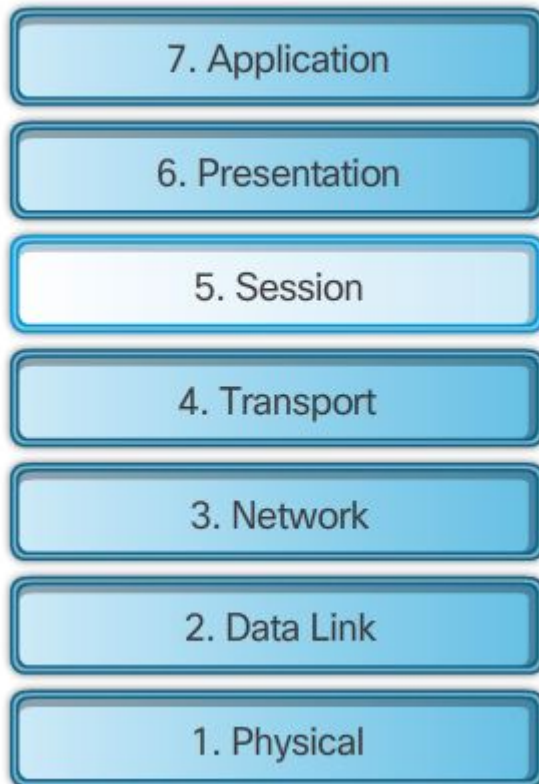 7. Application
6. Presentation
5. Session
4. Transport
3. Network
2. Data Link
1. Physical